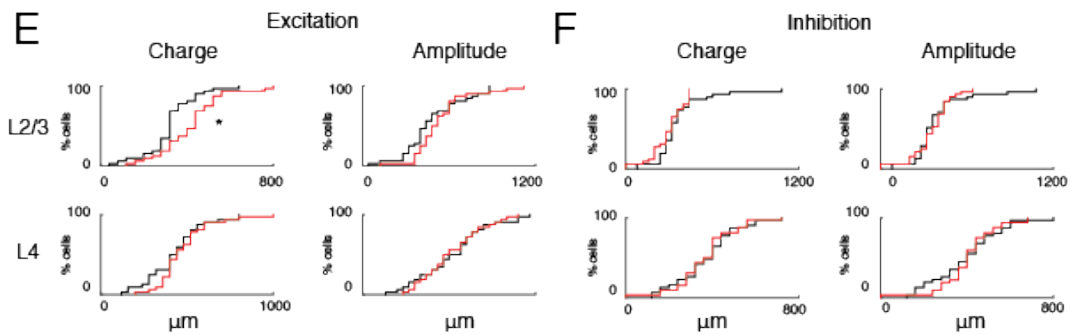 E Excitation F Inhibition
Charge Amplitude Charge Amplitude
L2/3 % cells 100 0 * 0 800 % cells 100 0 0 1200 % cells 100 0 0 1200 % cells 100 0 0 1200
L4 % cells 100 0 0 1000 % cells 100 0 0 1200 % cells 100 0 0 800 % cells 100 0 0 800
μm μm μm μm